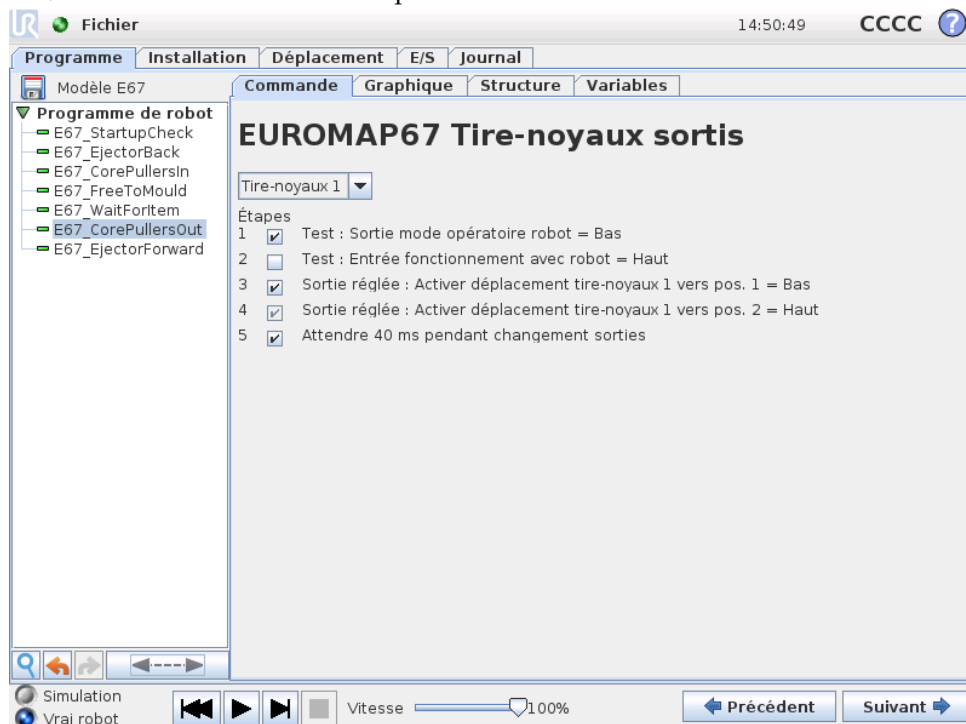 UR Fichier 14:50:49 CCCC ?
Programme Installation Déplacement E/S Journal
Modèle E67
Commande Graphique Structure Variables
Programme de robot
E67_StartupCheck
E67_EjectorBack
E67_CorePullersIn
E67_FreeToMould
E67_WaitForItem
E67_CorePullersOut
E67_EjectorForward
EUROMAP67 Tire-noyaux sortis
Tire-noyaux 1
Étapes
1 Test : Sortie mode opératoire robot = Bas
2 Test : Entrée fonctionnement avec robot = Haut
3 Sortie réglée : Activer déplacement tire-noyaux 1 vers pos. 1 = Bas
4 Sortie réglée : Activer déplacement tire-noyaux 1 vers pos. 2 = Haut
5 Attendre 40 ms pendant changement sorties
Simulation
Vrai robot
Vitesse 100%
Précédent Suivant